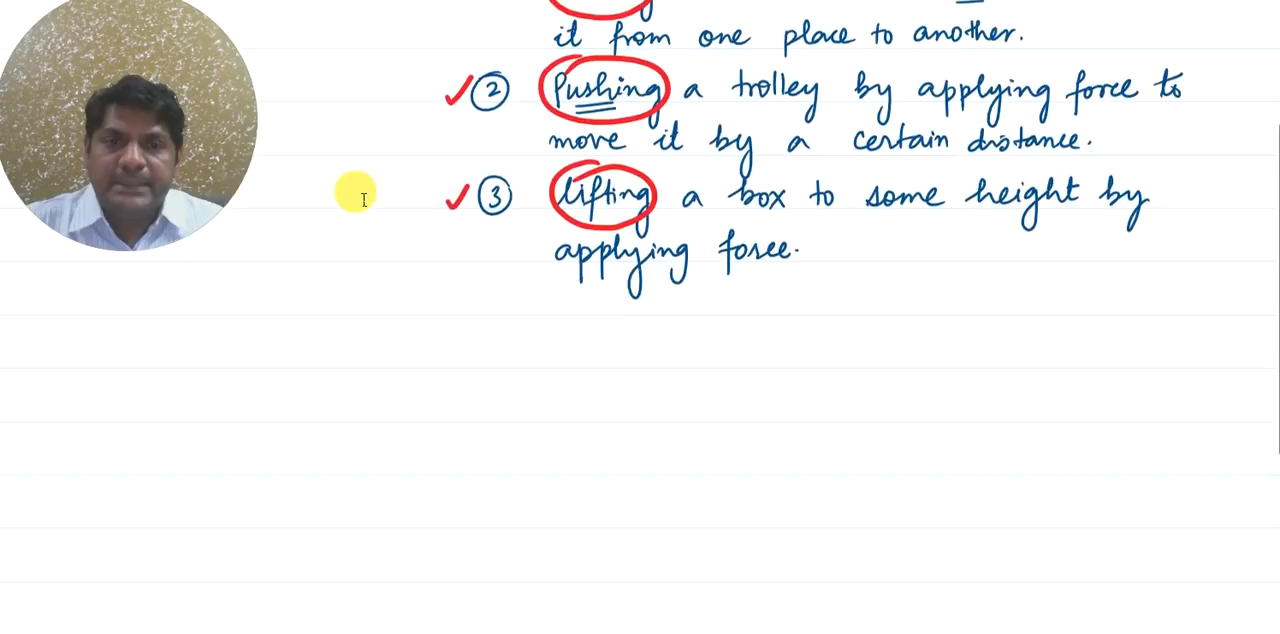 it from one place to another.
② Pushing a trolley by applying force to
move it by a certain distance.
③ Lifting a box to some height by
applying force.